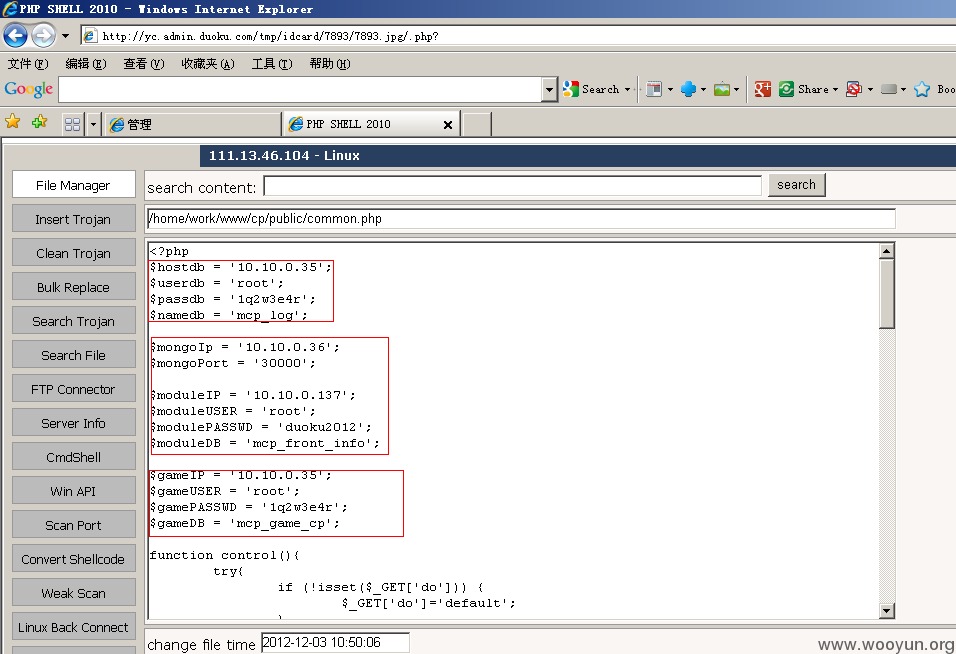 PHP SHELL 2010 - Windows Internet Explorer
http://yc.admin.duoku.com/tmp/idcard/7893/7893.jpg/.php?
文件(F) 编辑(E) 查看(V) 收藏夹(A) 工具(T) 帮助(H)
Google Search Share Boo
管理 PHP SHELL 2010
111.13.46.104 - Linux
File Manager
Insert Trojan
Clean Trojan
Bulk Replace
Search Trojan
Search File
FTP Connector
Server Info
CmdShell
Win API
Scan Port
Convert Shellcode
Weak Scan
Linux Back Connect
search content: search
/home/work/www/cp/public/common.php
<?php
$hostdb = '10.10.0.35';
$userdb = 'root';
$passdb = '1q2w3e4r';
$namedb = 'mcp_log';
$mongoIp = '10.10.0.36';
$mongoPort = '30000';
$moduleIP = '10.10.0.137';
$moduleUSER = 'root';
$modulePASSWD = 'duoku2012';
$moduleDB = 'mcp_front_info';
$gameIP = '10.10.0.35';
$gameUSER = 'root';
$gamePASSWD = '1q2w3e4r';
$gameDB = 'mcp_game_cp';
function control(){
try{
if (!isset($_GET['do'])) {
$_GET['do']='default';
}
change file time 2012-12-03 10:50:06
www.wooyun.org